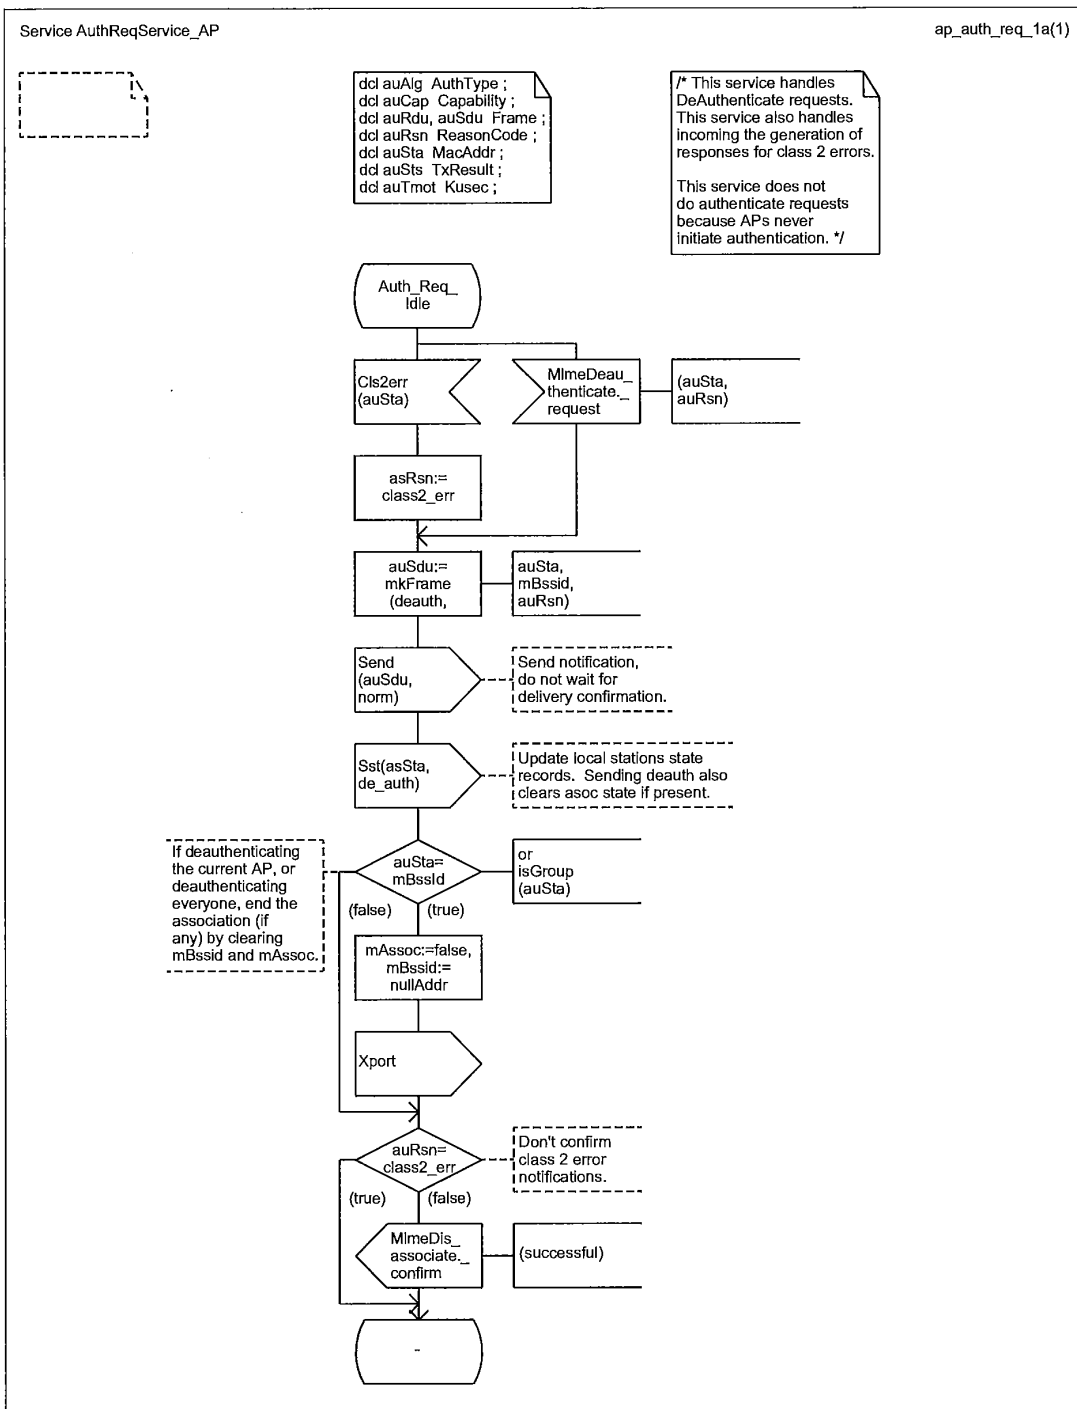 Service AuthReqService_AP
ap_auth_req_1a(1)
dcl auAlg AuthType ;
dcl auCap Capability ;
dcl auRdu, auSdu Frame ;
dcl auRsn ReasonCode ;
dcl auSta MacAddr ;
dcl auSts TxResult ;
dcl auTmot Kusec ;
/* This service handles
DeAuthenticate requests.
This service also handles
incoming the generation of
responses for class 2 errors.
This service does not
do authenticate requests
because APs never
initiate authentication. */
Auth_Req_
Idle
Cls2err
(auSta)
MlmeDeau_
thenticate._
request
(auSta,
auRsn)
asRsn:=
class2_err
auSdu:=
mkFrame
(deauth,
auSta,
mBssid,
auRsn)
Send
(auSdu,
norm)
Send notification,
do not wait for
delivery confirmation.
Sst(asSta,
de_auth)
Update local stations state
records. Sending deauth also
clears asoc state if present.
If deauthenticating
the current AP, or
deauthenticating
everyone, end the
association (if
any) by clearing
mBssid and mAssoc.
auSta=
mBssId
or
isGroup
(auSta)
(false)
(true)
mAssoc:=false,
mBssid:=
nullAddr
Xport
auRsn=
class2_err
Don't confirm
class 2 error
notifications.
(true)
(false)
MlmeDis_
associate._
confirm
(successful)
-